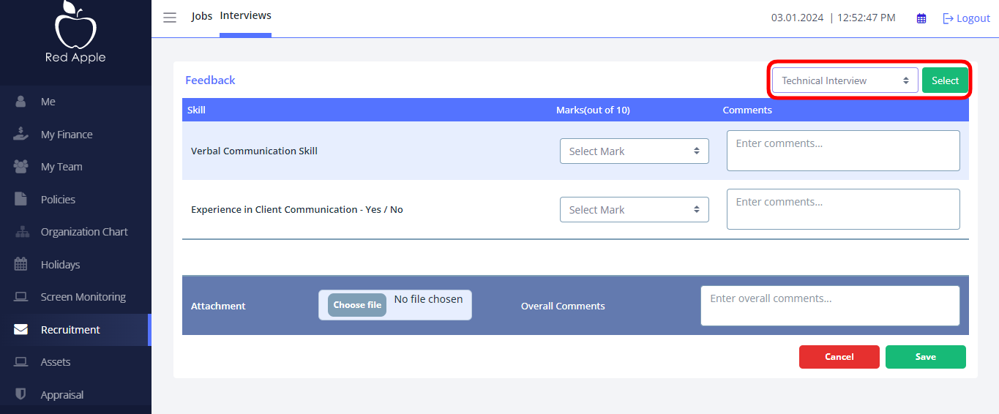 Red Apple
Jobs Interviews
03.01.2024 | 12:52:47 PM Logout
Me
My Finance
My Team
Policies
Organization Chart
Holidays
Screen Monitoring
Recruitment
Assets
Appraisal
Feedback
Technical Interview Select
Skill Marks(out of 10) Comments
Verbal Communication Skill Select Mark Enter comments...
Experience in Client Communication - Yes / No Select Mark Enter comments...
Attachment Choose file No file chosen Overall Comments Enter overall comments...
Cancel Save